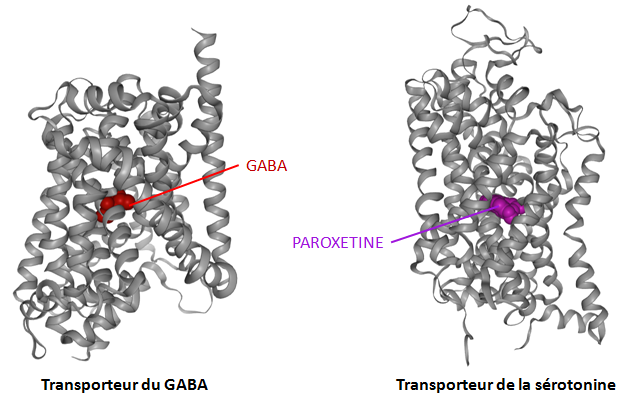 GABA
PAROXETINE
Transporteur du GABA
Transporteur de la sérotonine